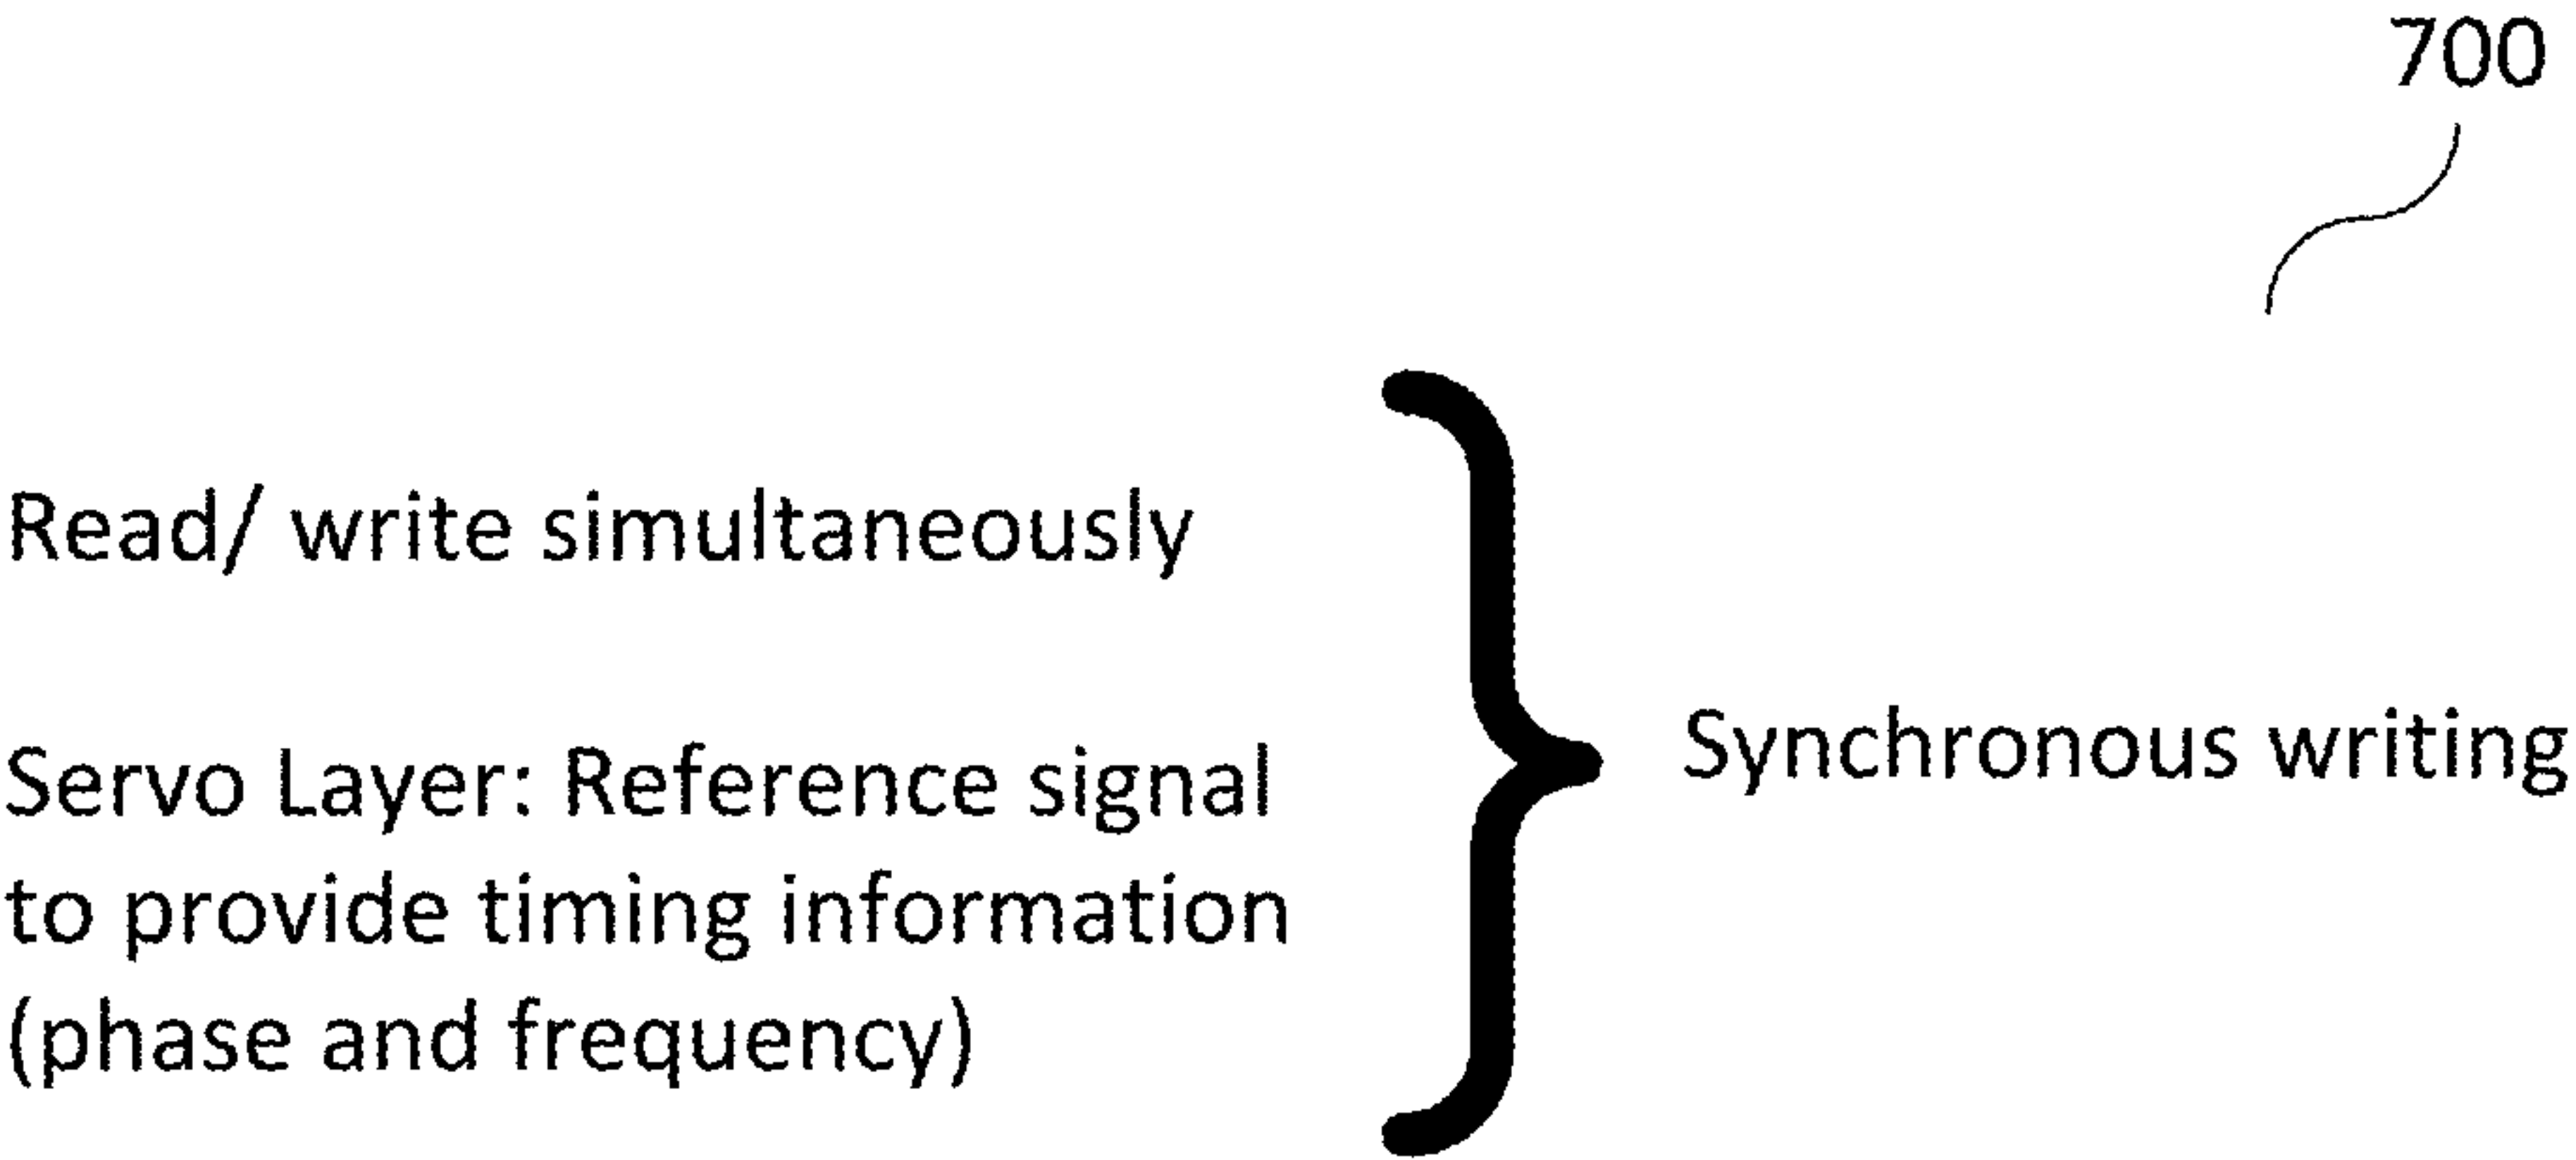 700
Read/ write simultaneously
Servo Layer: Reference signal
to provide timing information
(phase and frequency)
Synchronous writing